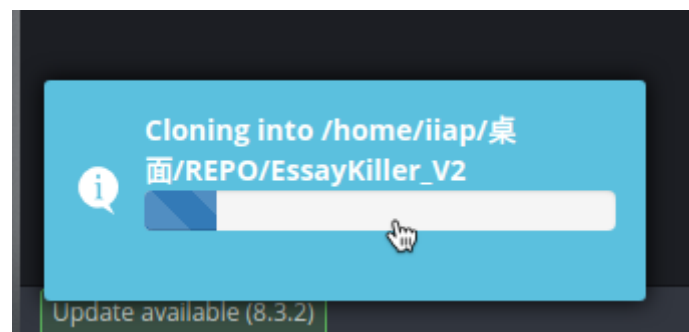 Cloning into /home/iiap/桌
面/REPO/EssayKiller_V2
Update available (8.3.2)